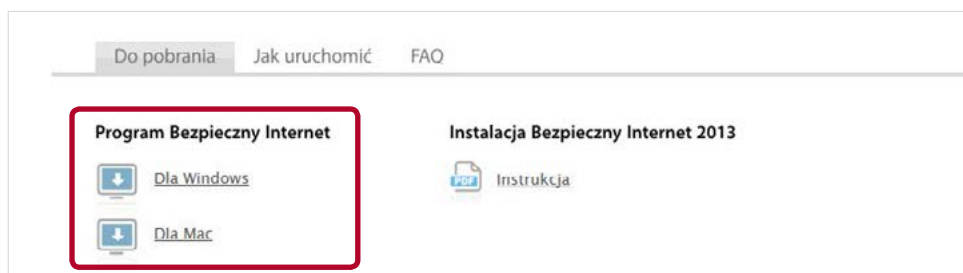 Do pobrania Jak uruchomić FAQ
Program Bezpieczny Internet
Dla Windows
Dla Mac
Instalacja Bezpieczny Internet 2013
PDF Instrukcja